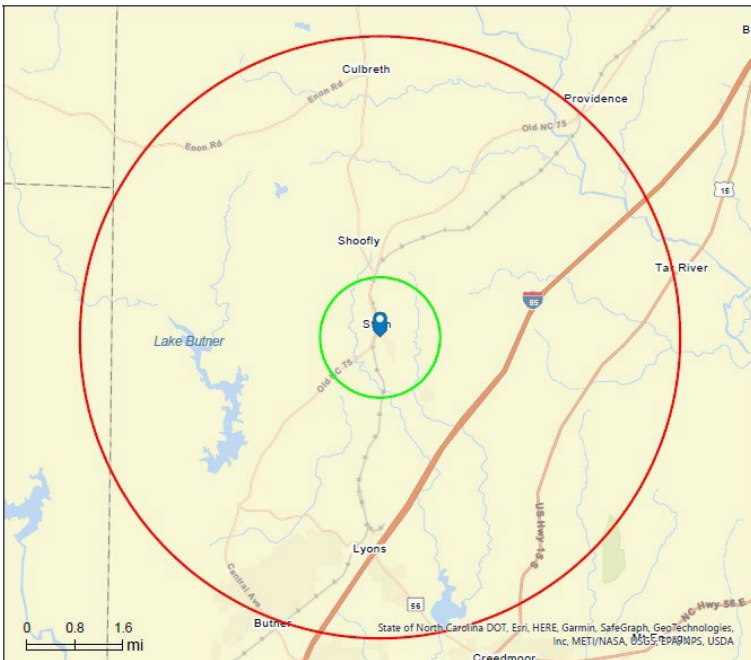 B
Culbreth
Enon Rd
Providence
Old NC 75
Enon Rd
15
Shoofly
Tar River
85
Lake Butner
Old NC 75
US Hwy 15 S
Lyons
Central Ave
56
NC Hwy 56 E
Butner
0 0.8 1.6
mi
State of North Carolina DOT, Esri, HERE, Garmin, SafeGraph, GeoTechnologies,
Inc, METI/NASA, USGS, EPA, NPS, USDA
Creedmoor